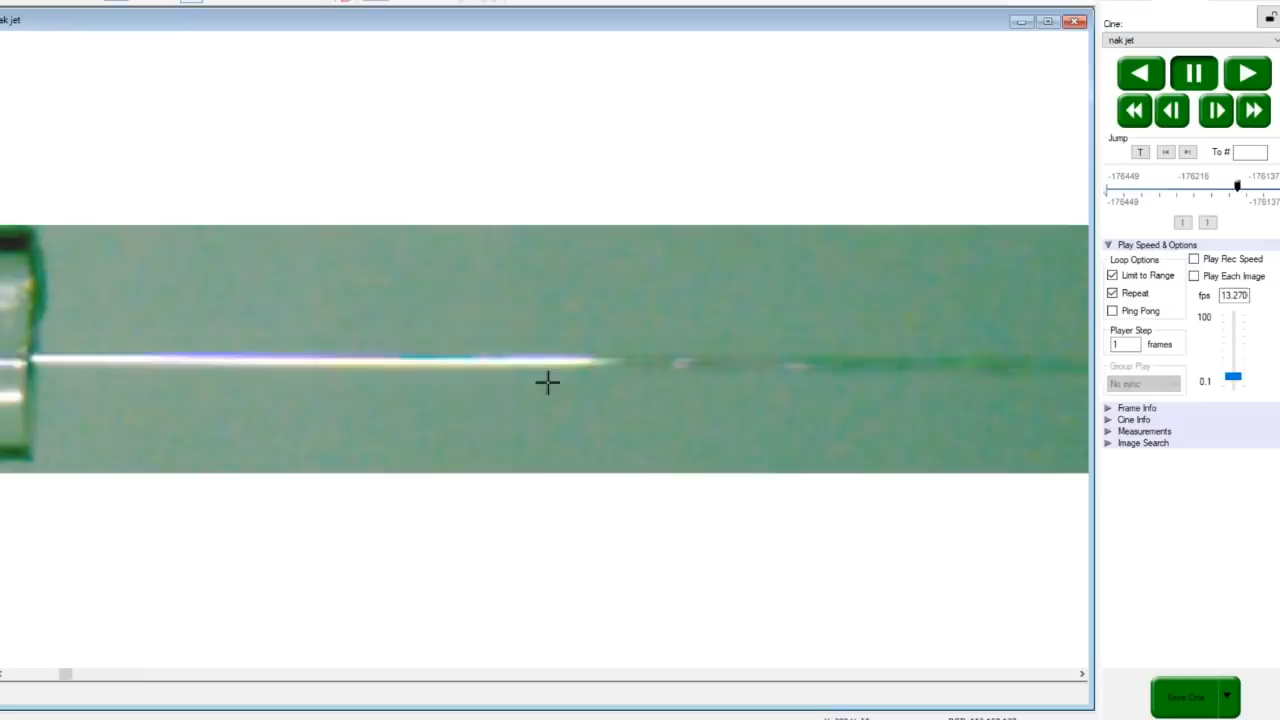 nak jet
Cine:
nak jet
Jump
T
To #
-176449 -176216 -176137
-176449 -176137
Play Speed & Options
Loop Options
Limit to Range
Repeat
Ping Pong
Play Rec Speed
Play Each Image
fps 13.270
100
0.1
Player Step
1 frames
Group Play
No sync
Frame Info
Cine Info
Measurements
Image Search
Save Cine